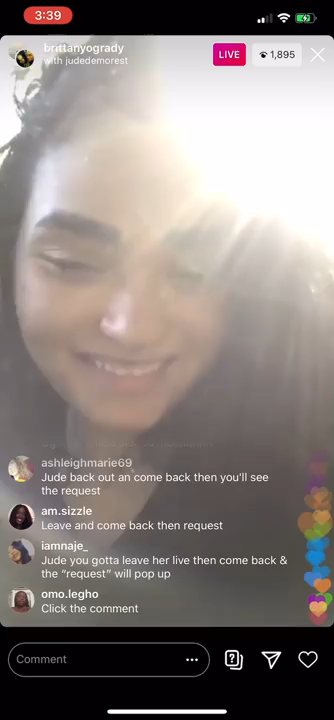 3:39
brittanyogrady
with judedemorest
LIVE
1,895
ashleighmarie69
Jude back out an come back then you'll see
the request
am.sizzle
Leave and come back then request
iamnaje_
Jude you gotta leave her live then come back &
the “request” will pop up
omo.legho
Click the comment
Comment